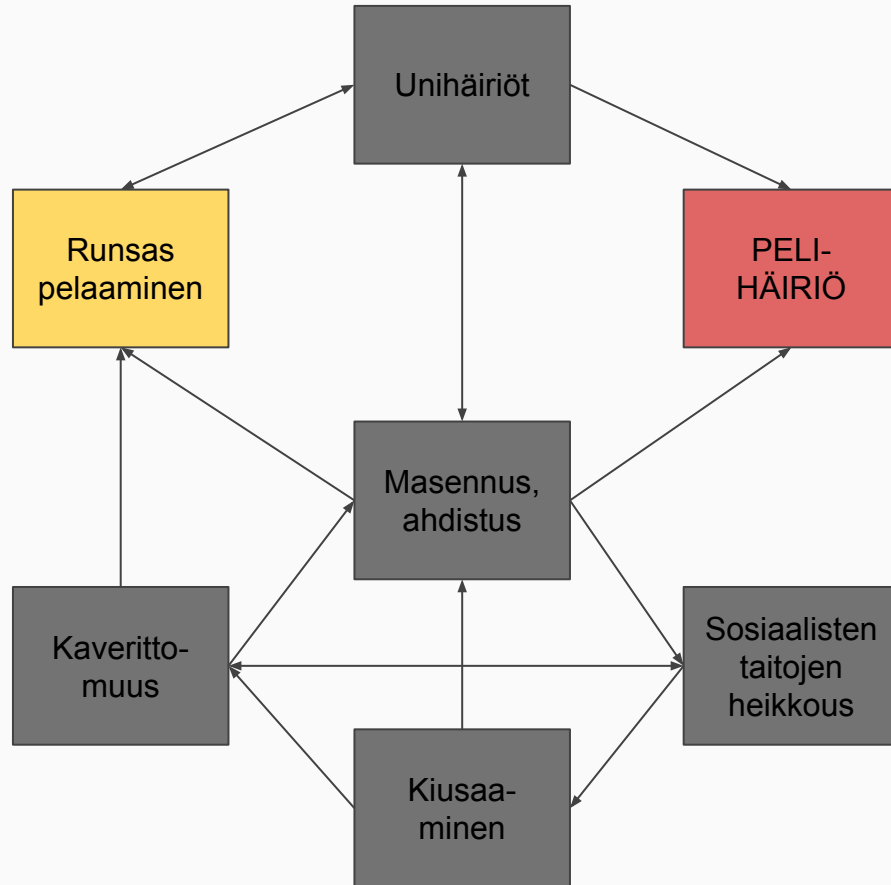 Unihäiriöt
Runsas
pelaaminen
PELI-
HÄIRIÖ
Masennus,
ahdistus
Kaveritto-
muus
Sosiaalisten
taitojen
heikkous
Kiusaa-
minen